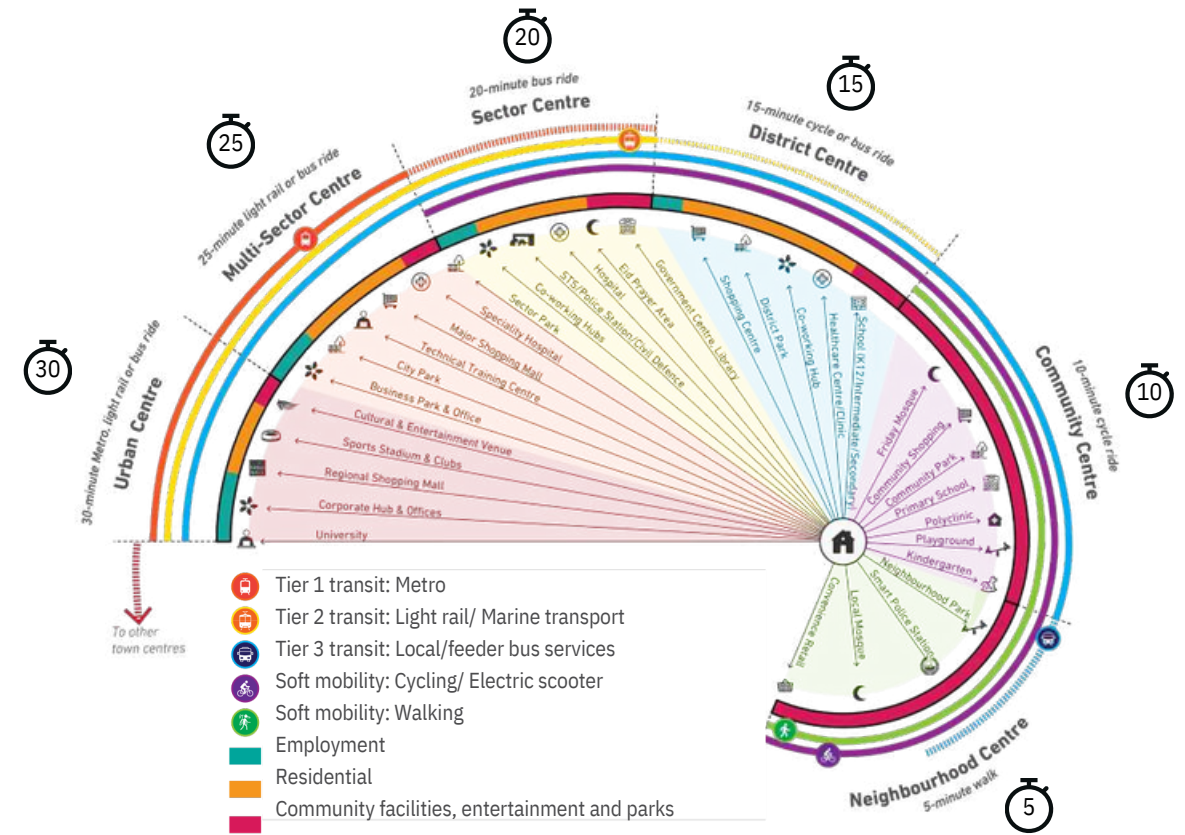 20
20-minute bus ride
Sector Centre
15
15-minute cycle or bus ride
District Centre
25
25-minute light rail or bus ride
Multi-Sector Centre
30
30-minute Metro, light rail or bus ride
Urban Centre
10
10-minute cycle ride
Community Centre
Government Centre, Library
Eid Prayer Area
Hospital
STS/Police Station/Civil Defence
Co-working Hubs
Sector Park
Speciality Hospital
Major Shopping Mall
Technical Training Centre
City Park
Business Park & Office
Cultural & Entertainment Venue
Sports Stadium & Clubs
Regional Shopping Mall
Corporate Hub & Offices
University
Shopping Centre
District Park
Co-working Hub
Healthcare Centre/Clinic
School (K12/Intermediate/Secondary)
Friday Mosque
Community Shopping
Community Park
Primary School
Polyclinic
Playground
Kindergarten
Neighbourhood Park
Smart Police Station
Local Mosque
Convenience Retail
To other
town centres
Tier 1 transit: Metro
Tier 2 transit: Light rail/ Marine transport
Tier 3 transit: Local/feeder bus services
Soft mobility: Cycling/ Electric scooter
Soft mobility: Walking
Employment
Residential
Community facilities, entertainment and parks
Neighbourhood Centre
5-minute walk
5